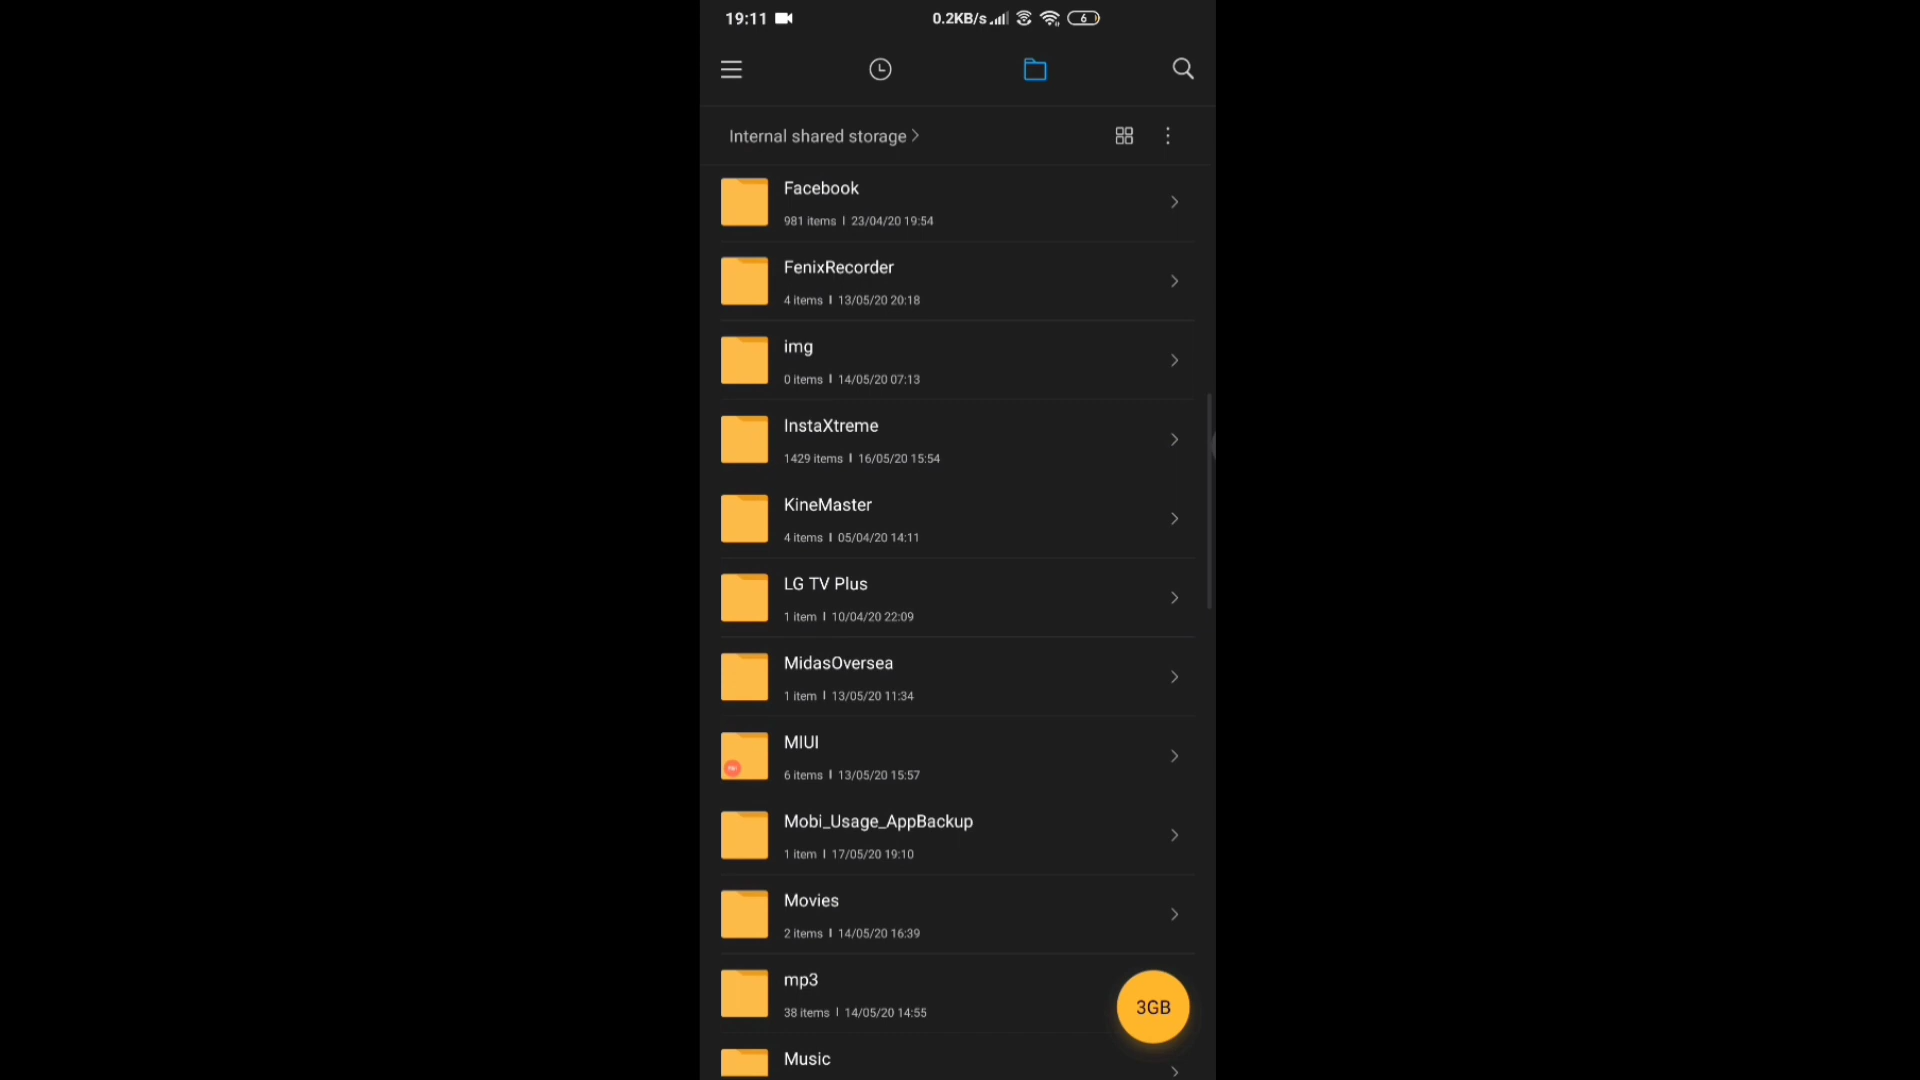 19:11
0.2KB/s
6
Internal shared storage
Facebook
981 items | 23/04/20 19:54
FenixRecorder
4 items | 13/05/20 20:18
img
0 items | 14/05/20 07:13
InstaXtreme
1429 items | 16/05/20 15:54
KineMaster
4 items | 05/04/20 14:11
LG TV Plus
1 item | 10/04/20 22:09
MidasOversea
1 item | 13/05/20 11:34
MIUI
6 items | 13/05/20 15:57
Mobi_Usage_AppBackup
1 item | 17/05/20 19:10
Movies
2 items | 14/05/20 16:39
mp3
38 items | 14/05/20 14:55
3GB
Music